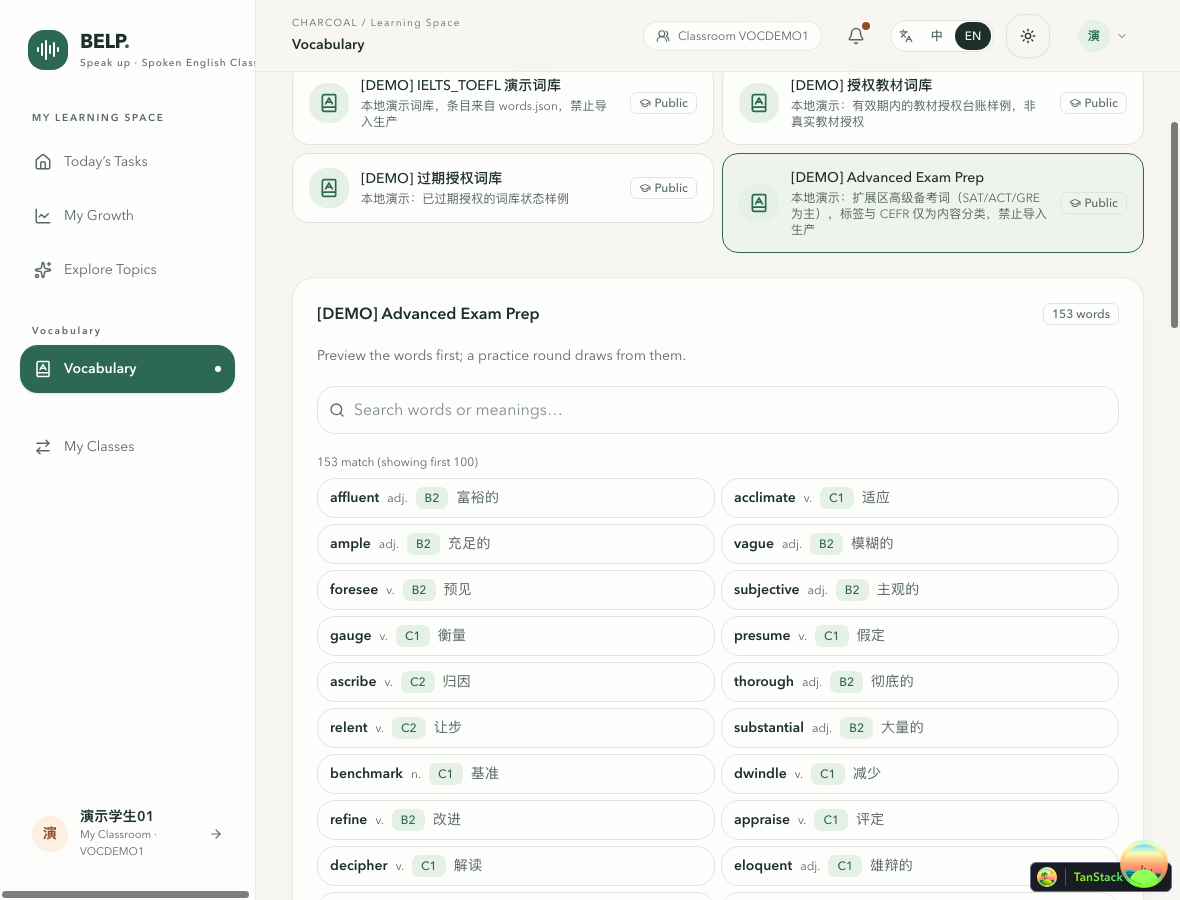 BELP.
Speak up · Spoken English Clas
MY LEARNING SPACE
Today's Tasks
My Growth
Explore Topics
Vocabulary
Vocabulary
My Classes
演
演示学生01
My Classroom ·
VOCDEMO1
CHARCOAL / Learning Space
Vocabulary
Classroom VOCDEMO1
中
EN
演
[DEMO] IELTS_TOEFL 演示词库
本地演示词库，条目来自 words.json，禁止导
入生产
Public
[DEMO] 授权教材词库
本地演示：有效期内的教材授权台账样例，非
真实教材授权
Public
[DEMO] 过期授权词库
本地演示：已过期授权的词库状态样例
Public
[DEMO] Advanced Exam Prep
本地演示：扩展区高级备考词（SAT/ACT/GRE
为主），标签与 CEFR 仅为内容分类，禁止导入
生产
Public
[DEMO] Advanced Exam Prep
153 words
Preview the words first; a practice round draws from them.
Search words or meanings…
153 match (showing first 100)
affluent adj. B2 富裕的
acclimate v. C1 适应
ample adj. B2 充足的
vague adj. B2 模糊的
foresee v. B2 预见
subjective adj. B2 主观的
gauge v. C1 衡量
presume v. C1 假定
ascribe v. C2 归因
thorough adj. B2 彻底的
relent v. C2 让步
substantial adj. B2 大量的
benchmark n. C1 基准
dwindle v. C1 减少
refine v. B2 改进
appraise v. C1 评定
decipher v. C1 解读
eloquent adj. C1 雄辩的
TanStack